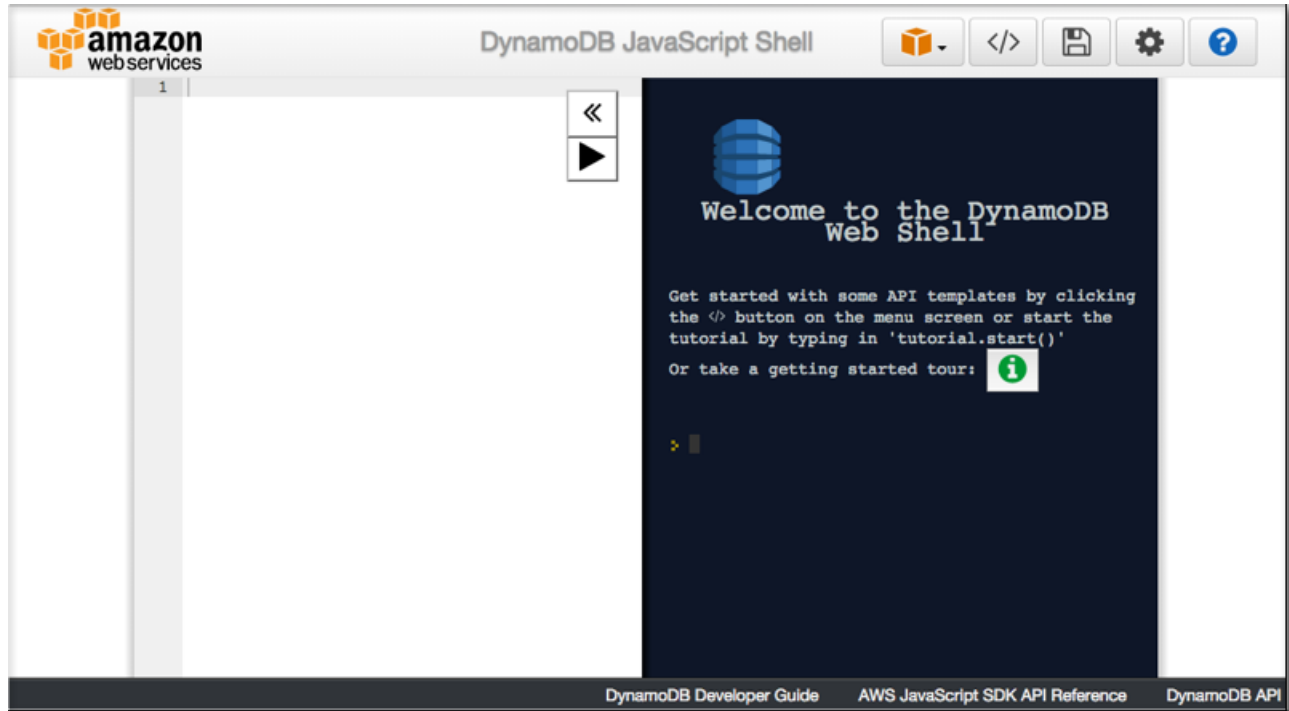 amazon
webservices
DynamoDB JavaScript Shell
</>
?
1
«
Welcome to the DynamoDB
Web Shell
Get started with some API templates by clicking
the </> button on the menu screen or start the
tutorial by typing in 'tutorial.start()'
Or take a getting started tour: i
>
DynamoDB Developer Guide AWS JavaScript SDK API Reference DynamoDB API